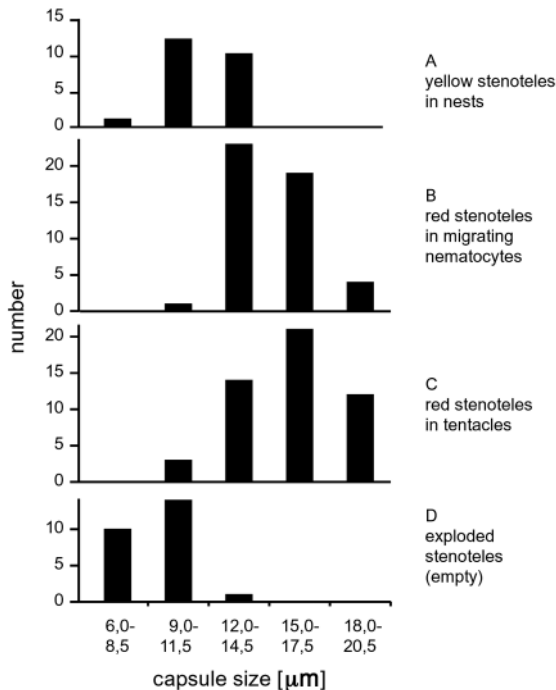 15
10
5
0
A
yellow stenoteles
in nests
20
15
10
5
0
B
red stenoteles
in migrating
nematocytes
number
20
15
10
5
0
C
red stenoteles
in tentacles
10
5
0
D
exploded
stenoteles
(empty)
6,0- 9,0- 12,0- 15,0- 18,0-
8,5 11,5 14,5 17,5 20,5
capsule size [µm]